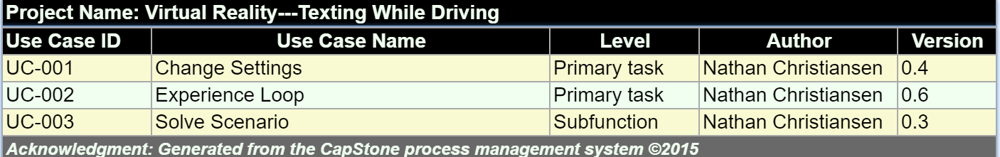 Project Name: Virtual Reality---Texting While Driving
Use Case ID Use Case Name Level Author Version
UC-001 Change Settings Primary task Nathan Christiansen 0.4
UC-002 Experience Loop Primary task Nathan Christiansen 0.6
UC-003 Solve Scenario Subfunction Nathan Christiansen 0.3
Acknowledgment: Generated from the CapStone process management system ©2015